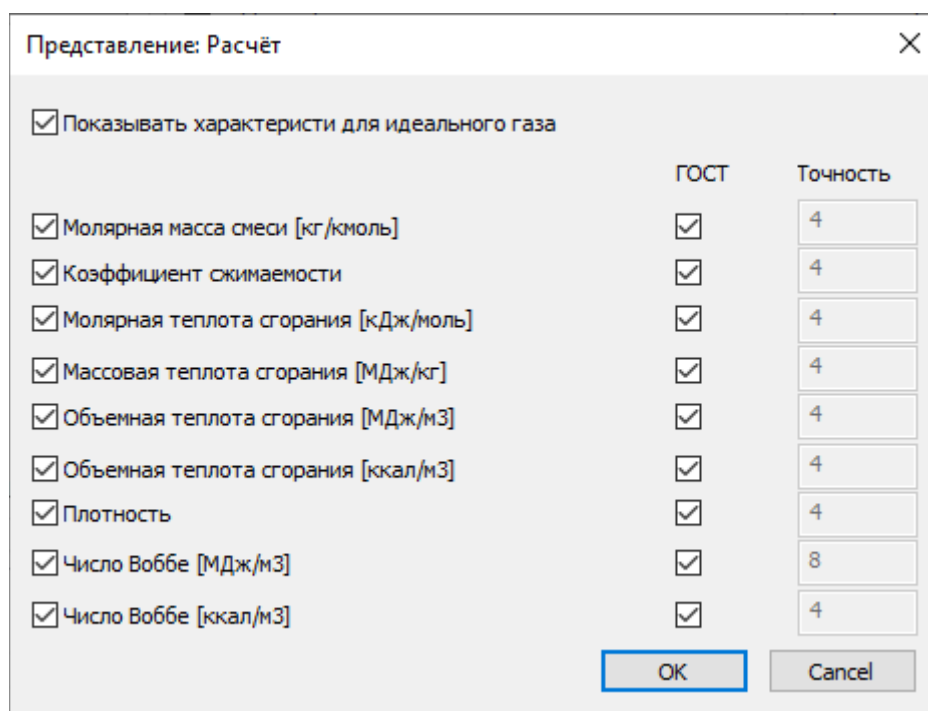 Представление: Расчёт
Показывать характеристи для идеального газа
ГОСТ Точность
Молярная масса смеси [кг/кмоль] 4
Коэффициент сжимаемости 4
Молярная теплота сгорания [кДж/моль] 4
Массовая теплота сгорания [МДж/кг] 4
Объемная теплота сгорания [МДж/м3] 4
Объемная теплота сгорания [ккал/м3] 4
Плотность 4
Число Воббе [МДж/м3] 8
Число Воббе [ккал/м3] 4
OK Cancel